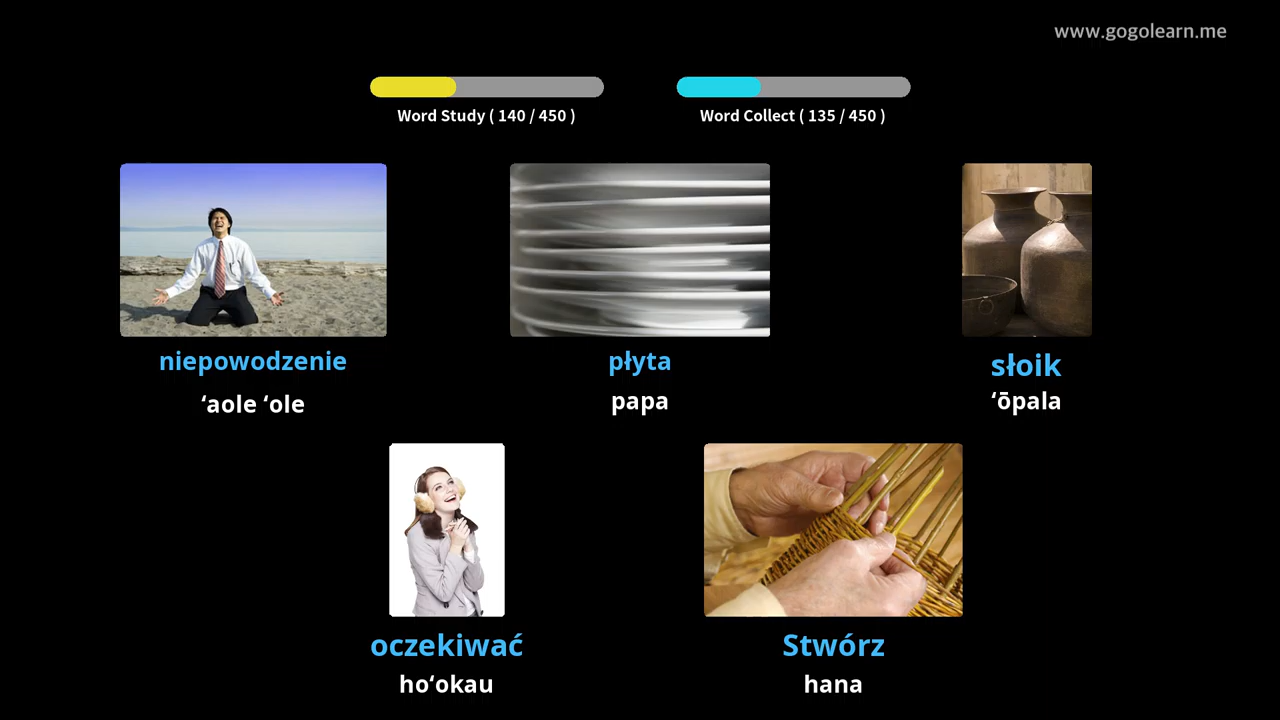 www.gogolearn.me
Word Study ( 140 / 450 )
Word Collect ( 135 / 450 )
niepowodzenie
płyta
słoik
ʻaole ʻole
papa
ʻōpala
oczekiwać
Stwórz
hoʻokau
hana